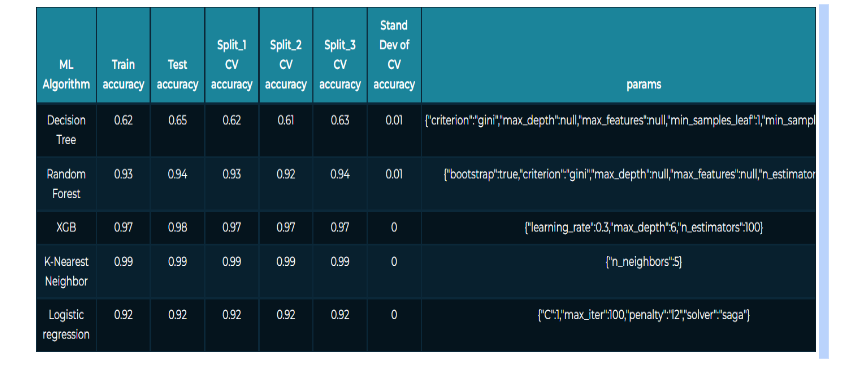 ML Algorithm Train accuracy Test accuracy Split_1 CV accuracy Split_2 CV accuracy Split_3 CV accuracy Stand Dev of CV accuracy params
Decision Tree 0.62 0.65 0.62 0.61 0.63 0.01 {"criterion":"gini","max_depth":null,"max_features":null,"min_samples_leaf":1,"min_sampl
Random Forest 0.93 0.94 0.93 0.92 0.94 0.01 {"bootstrap":true,"criterion":"gini","max_depth":null,"max_features":null,"n_estimator
XGB 0.97 0.98 0.97 0.97 0.97 0 {"learning_rate":0.3,"max_depth":6,"n_estimators":100}
K-Nearest Neighbor 0.99 0.99 0.99 0.99 0.99 0 {"n_neighbors":5}
Logistic regression 0.92 0.92 0.92 0.92 0.92 0 {"C":1,"max_iter":100,"penalty":"l2","solver":"saga"}